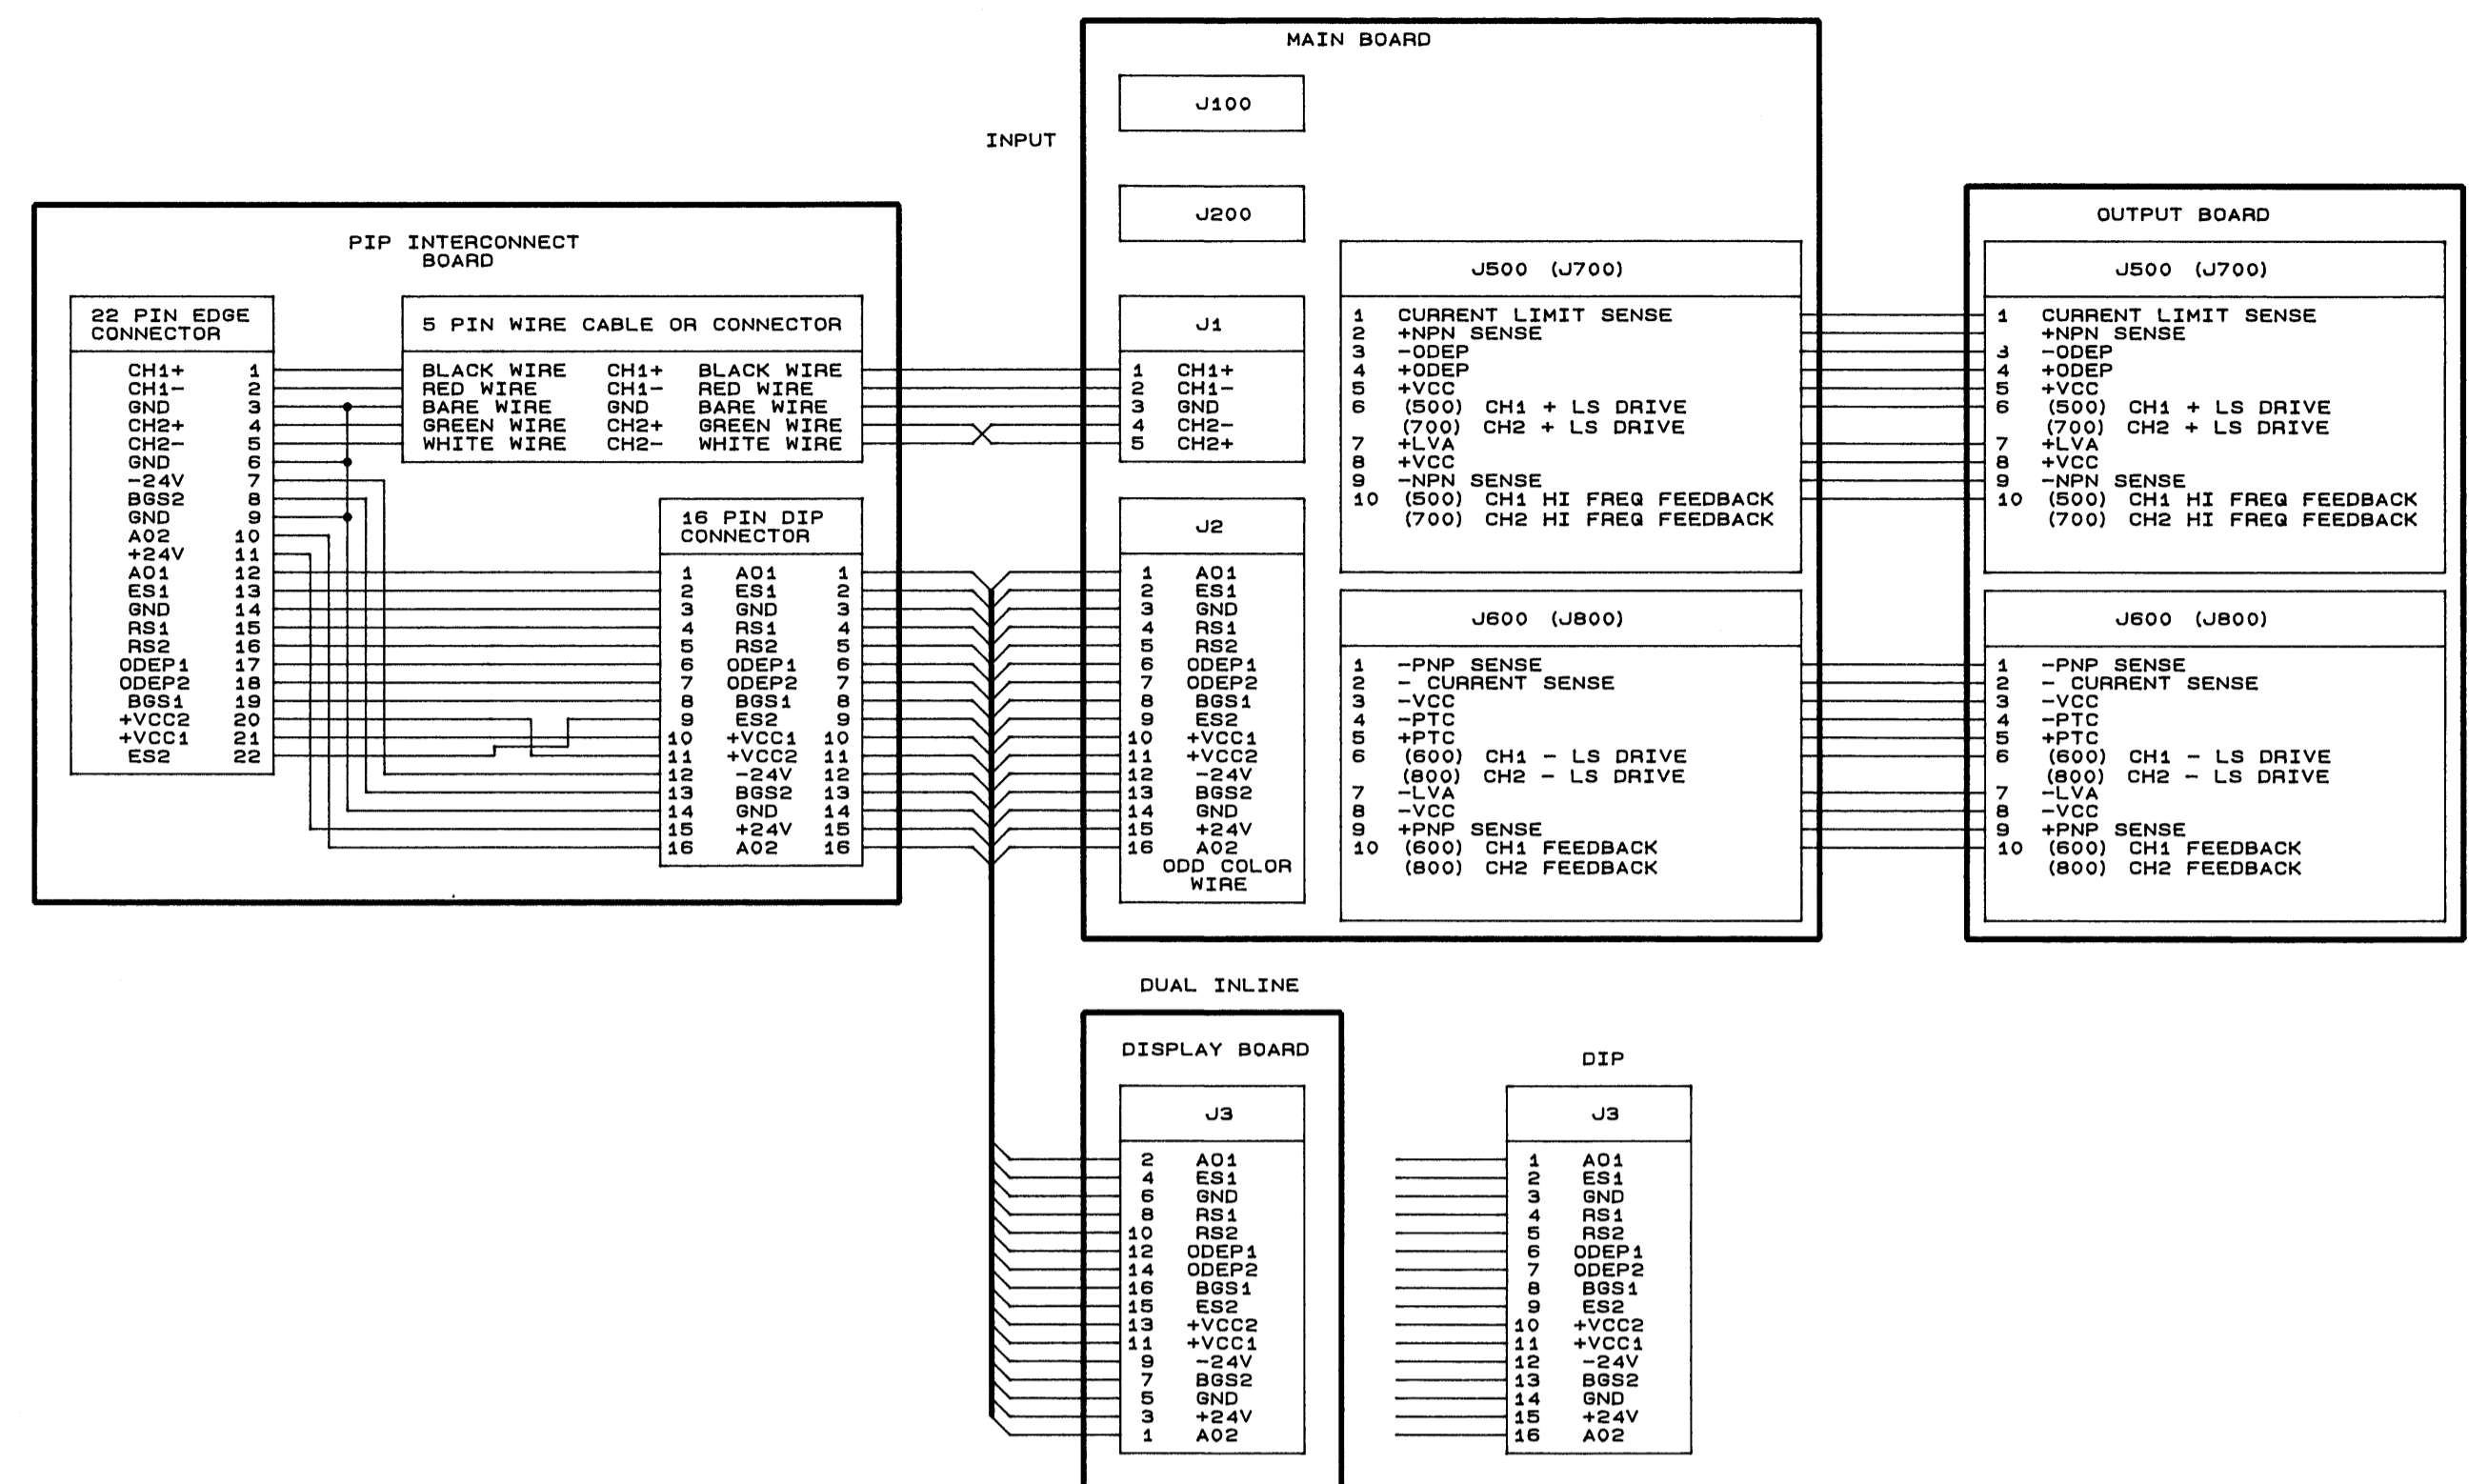 MAIN BOARD
J100
INPUT
J200
PIP INTERCONNECT
BOARD
22 PIN EDGE
CONNECTOR
CH1+ 1
CH1- 2
GND 3
CH2+ 4
CH2- 5
GND 6
-24V 7
BGS2 8
GND 9
A02 10
+24V 11
A01 12
ES1 13
GND 14
RS1 15
RS2 16
ODEP1 17
ODEP2 18
BGS1 19
+VCC2 20
+VCC1 21
ES2 22
5 PIN WIRE CABLE OR CONNECTOR
BLACK WIRE CH1+ BLACK WIRE
RED WIRE CH1- RED WIRE
BARE WIRE GND BARE WIRE
GREEN WIRE CH2+ GREEN WIRE
WHITE WIRE CH2- WHITE WIRE
16 PIN DIP
CONNECTOR
1 A01 1
2 ES1 2
3 GND 3
4 RS1 4
5 RS2 5
6 ODEP1 6
7 ODEP2 7
8 BGS1 8
9 ES2 9
10 +VCC1 10
11 +VCC2 11
12 -24V 12
13 BGS2 13
14 GND 14
15 +24V 15
16 A02 16
J1
1 CH1+
2 CH1-
3 GND
4 CH2-
5 CH2+
J2
1 A01
2 ES1
3 GND
4 RS1
5 RS2
6 ODEP1
7 ODEP2
8 BGS1
9 ES2
10 +VCC1
11 +VCC2
12 -24V
13 BGS2
14 GND
15 +24V
16 A02
ODD COLOR
WIRE
J500 (J700)
1 CURRENT LIMIT SENSE
2 +NPN SENSE
3 -ODEP
4 +ODEP
5 +VCC
6 (500) CH1 + LS DRIVE
(700) CH2 + LS DRIVE
7 +LVA
8 +VCC
9 -NPN SENSE
10 (500) CH1 HI FREQ FEEDBACK
(700) CH2 HI FREQ FEEDBACK
J600 (J800)
1 -PNP SENSE
2 - CURRENT SENSE
3 -VCC
4 -PTC
5 +PTC
6 (600) CH1 - LS DRIVE
(800) CH2 - LS DRIVE
7 -LVA
8 -VCC
9 +PNP SENSE
10 (600) CH1 FEEDBACK
(800) CH2 FEEDBACK
OUTPUT BOARD
J500 (J700)
1 CURRENT LIMIT SENSE
2 +NPN SENSE
3 -ODEP
4 +ODEP
5 +VCC
6 (500) CH1 + LS DRIVE
(700) CH2 + LS DRIVE
7 +LVA
8 +VCC
9 -NPN SENSE
10 (500) CH1 HI FREQ FEEDBACK
(700) CH2 HI FREQ FEEDBACK
J600 (J800)
1 -PNP SENSE
2 - CURRENT SENSE
3 -VCC
4 -PTC
5 +PTC
6 (600) CH1 - LS DRIVE
(800) CH2 - LS DRIVE
7 -LVA
8 -VCC
9 +PNP SENSE
10 (600) CH1 FEEDBACK
(800) CH2 FEEDBACK
DUAL INLINE
DISPLAY BOARD
J3
2 A01
4 ES1
6 GND
8 RS1
10 RS2
12 ODEP1
14 ODEP2
16 BGS1
15 ES2
13 +VCC2
11 +VCC1
9 -24V
7 BGS2
5 GND
3 +24V
1 A02
DIP
J3
1 A01
2 ES1
3 GND
4 RS1
5 RS2
6 ODEP1
7 ODEP2
8 BGS1
9 ES2
10 +VCC2
11 +VCC1
12 -24V
13 BGS2
14 GND
15 +24V
16 A02